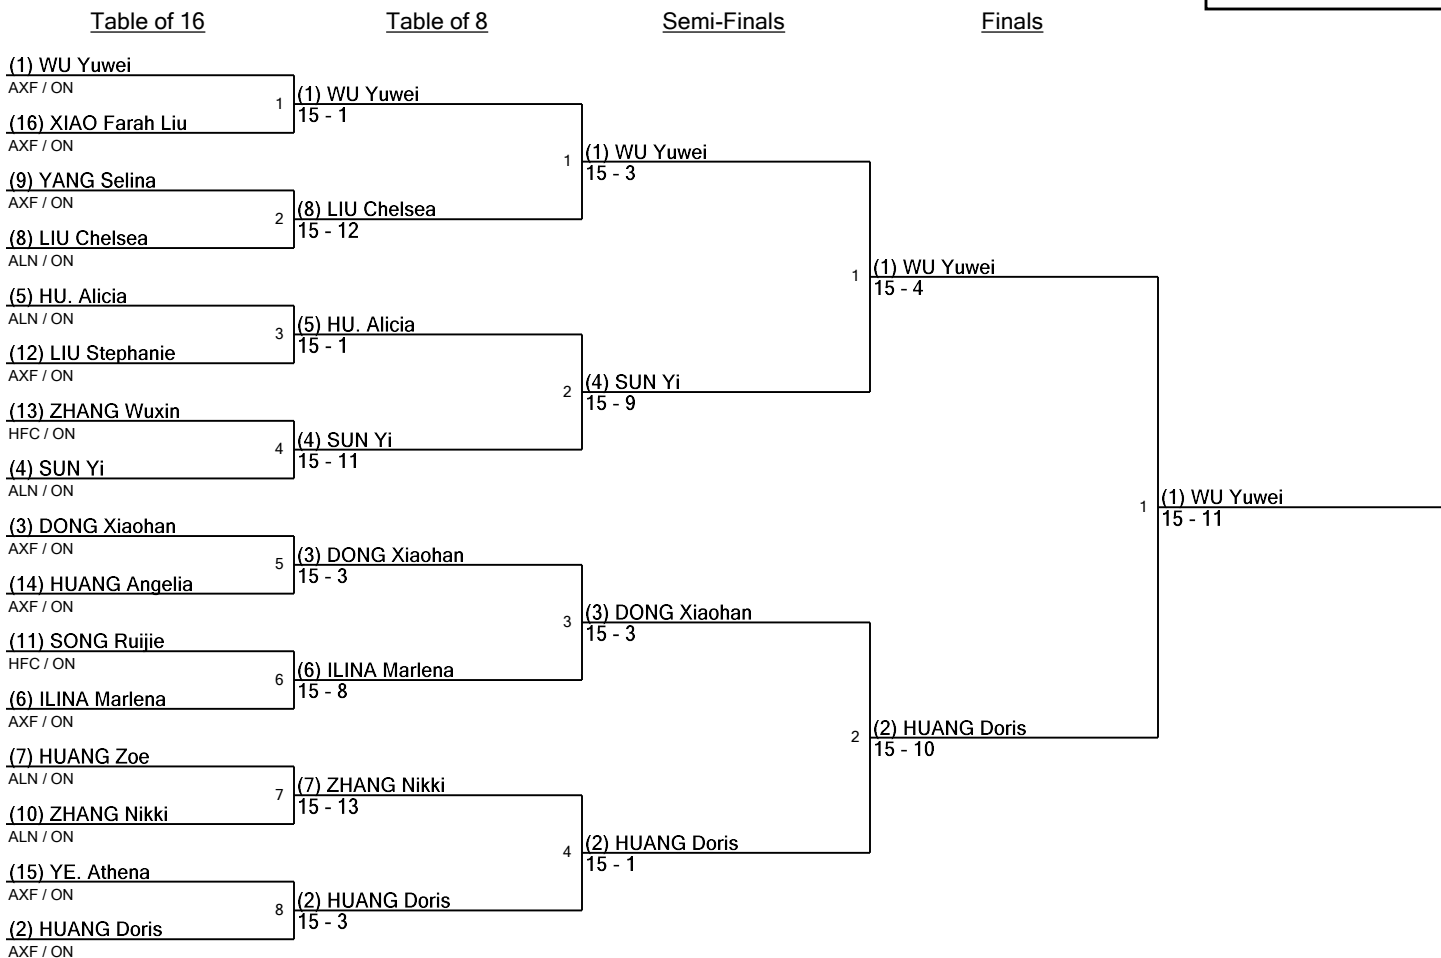 Table of 16
Table of 8
Semi-Finals
Finals
(1) WU Yuwei
AXF / ON
(16) XIAO Farah Liu
AXF / ON
(9) YANG Selina
AXF / ON
(8) LIU Chelsea
ALN / ON
(5) HU. Alicia
ALN / ON
(12) LIU Stephanie
AXF / ON
(13) ZHANG Wuxin
HFC / ON
(4) SUN Yi
ALN / ON
(3) DONG Xiaohan
AXF / ON
(14) HUANG Angelia
AXF / ON
(11) SONG Ruijie
HFC / ON
(6) ILINA Marlena
AXF / ON
(7) HUANG Zoe
ALN / ON
(10) ZHANG Nikki
ALN / ON
(15) YE. Athena
AXF / ON
(2) HUANG Doris
AXF / ON
1
(1) WU Yuwei
15 - 1
2
(8) LIU Chelsea
15 - 12
3
(5) HU. Alicia
15 - 1
4
(4) SUN Yi
15 - 11
5
(3) DONG Xiaohan
15 - 3
6
(6) ILINA Marlena
15 - 8
7
(7) ZHANG Nikki
15 - 13
8
(2) HUANG Doris
15 - 3
1
(1) WU Yuwei
15 - 3
2
(4) SUN Yi
15 - 9
3
(3) DONG Xiaohan
15 - 3
4
(2) HUANG Doris
15 - 1
1
(1) WU Yuwei
15 - 4
2
(2) HUANG Doris
15 - 10
1
(1) WU Yuwei
15 - 11